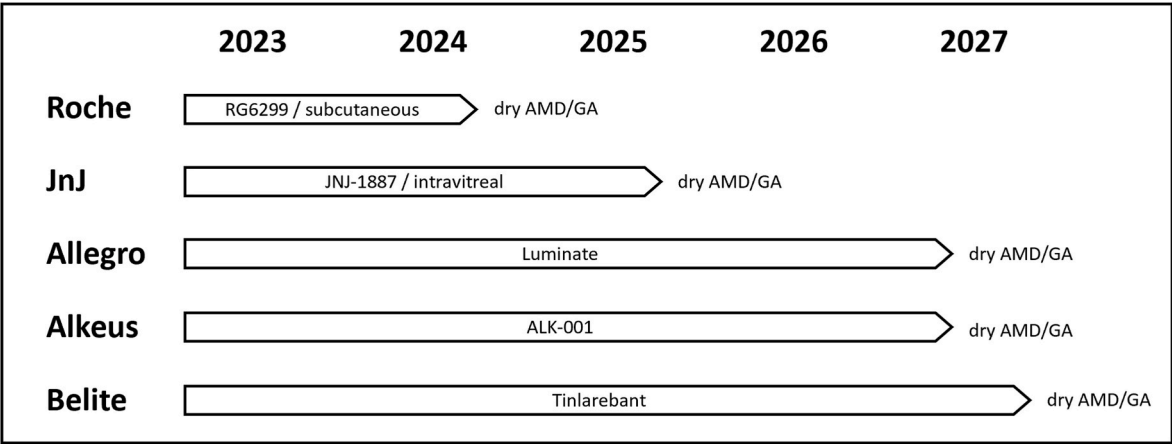 2023 2024 2025 2026 2027
Roche RG6299 / subcutaneous dry AMD/GA
JnJ JNJ-1887 / intravitreal dry AMD/GA
Allegro Luminate dry AMD/GA
Alkeus ALK-001 dry AMD/GA
Belite Tinlarebant dry AMD/GA